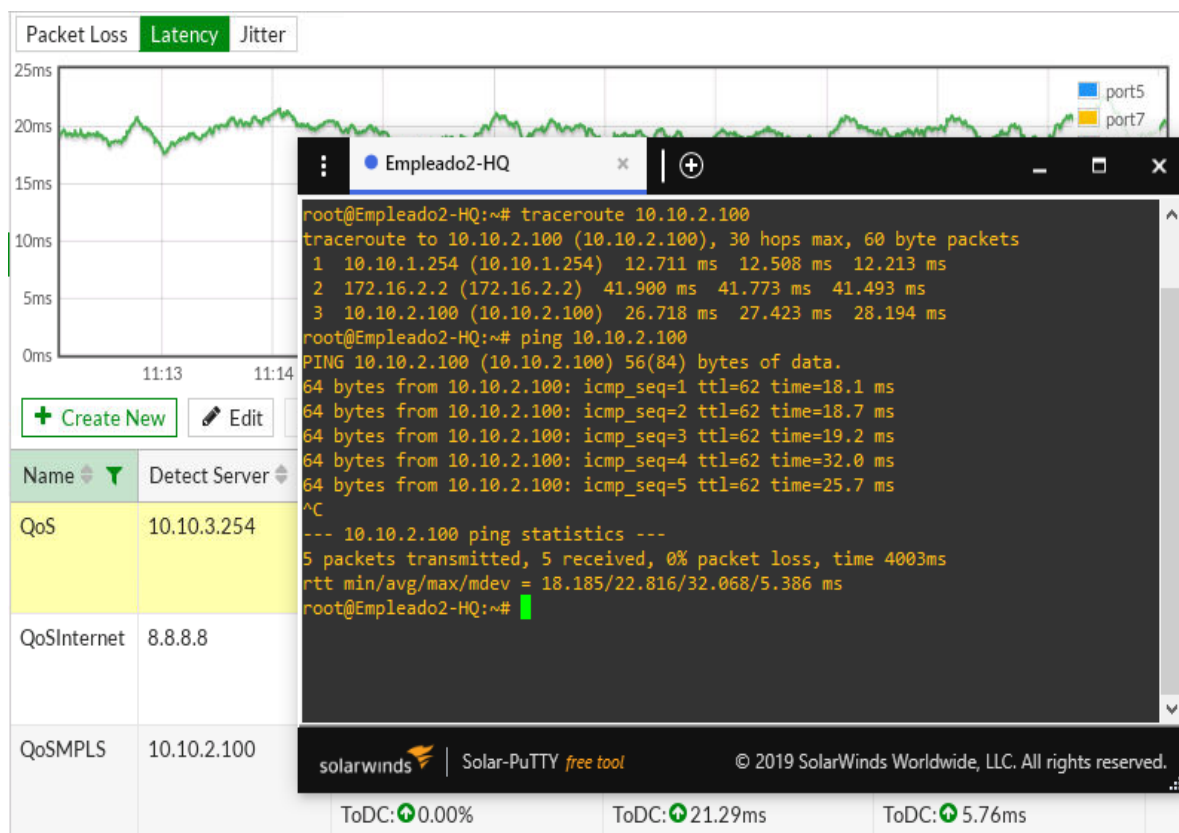 Packet Loss Latency Jitter
25ms
port5
20ms
port7
15ms
10ms
5ms
0ms
11:13 11:14
Create New Edit
Name Detect Server
QoS 10.10.3.254
QoSInternet 8.8.8.8
QoSMPLS 10.10.2.100
ToDC: 0.00% ToDC: 21.29ms ToDC: 5.76ms
Empleado2-HQ
root@Empleado2-HQ:~# traceroute 10.10.2.100
traceroute to 10.10.2.100 (10.10.2.100), 30 hops max, 60 byte packets
1 10.10.1.254 (10.10.1.254) 12.711 ms 12.508 ms 12.213 ms
2 172.16.2.2 (172.16.2.2) 41.900 ms 41.773 ms 41.493 ms
3 10.10.2.100 (10.10.2.100) 26.718 ms 27.423 ms 28.194 ms
root@Empleado2-HQ:~# ping 10.10.2.100
PING 10.10.2.100 (10.10.2.100) 56(84) bytes of data.
64 bytes from 10.10.2.100: icmp_seq=1 ttl=62 time=18.1 ms
64 bytes from 10.10.2.100: icmp_seq=2 ttl=62 time=18.7 ms
64 bytes from 10.10.2.100: icmp_seq=3 ttl=62 time=19.2 ms
64 bytes from 10.10.2.100: icmp_seq=4 ttl=62 time=32.0 ms
64 bytes from 10.10.2.100: icmp_seq=5 ttl=62 time=25.7 ms
^C
--- 10.10.2.100 ping statistics ---
5 packets transmitted, 5 received, 0% packet loss, time 4003ms
rtt min/avg/max/mdev = 18.185/22.816/32.068/5.386 ms
root@Empleado2-HQ:~#
solarwinds Solar-PuTTY free tool © 2019 SolarWinds Worldwide, LLC. All rights reserved.